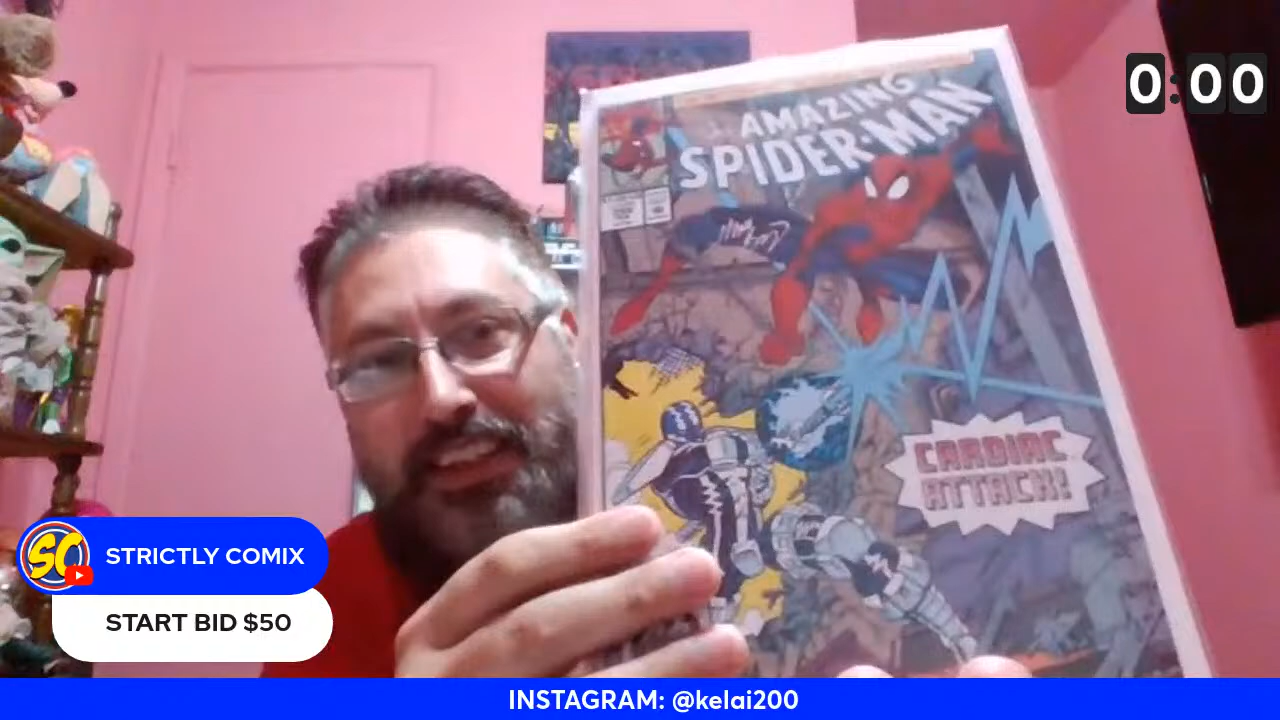 0:00
AMAZING
SPIDER-MAN
CARDIAC
ATTACK!
SC
STRICTLY COMIX
START BID $50
INSTAGRAM: @kelai200